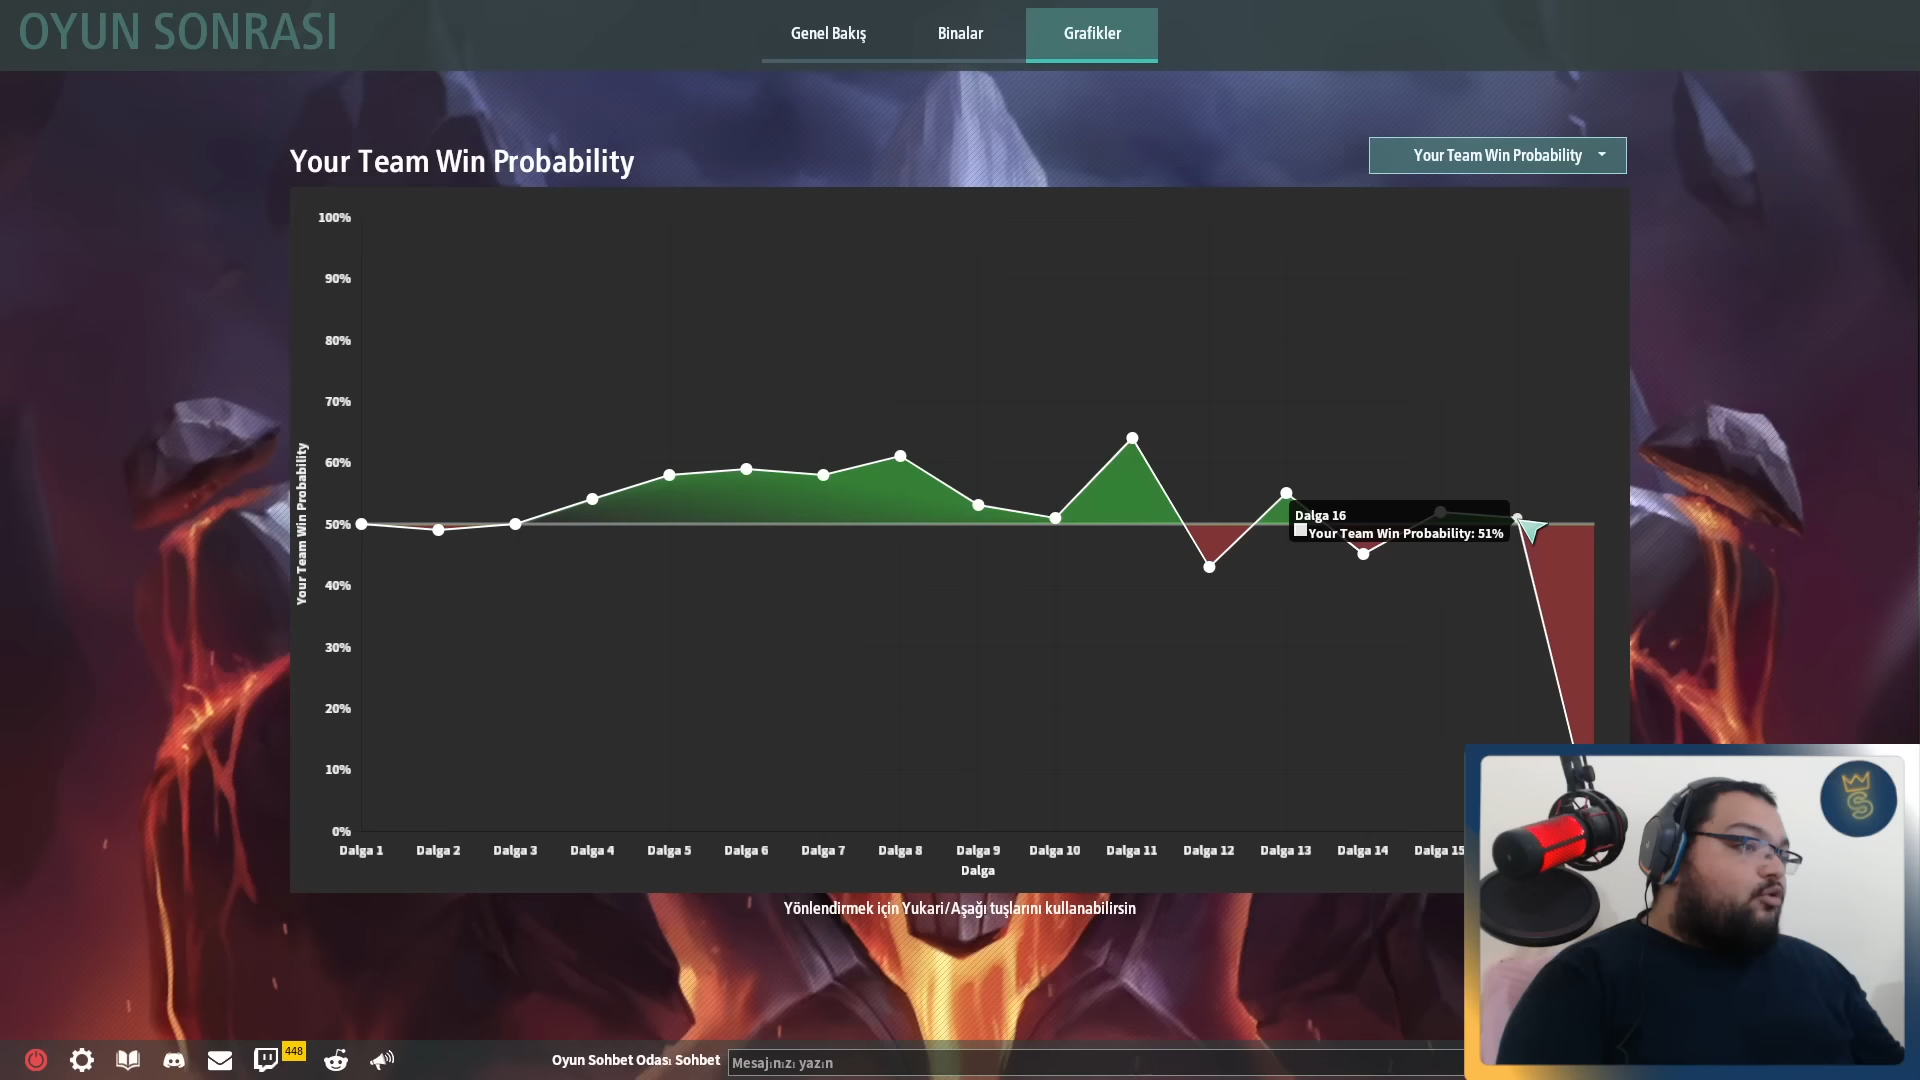 OYUN SONRASI
Genel Bakış
Binalar
Grafikler
Your Team Win Probability
Your Team Win Probability
100%
90%
80%
70%
60%
50%
40%
30%
20%
10%
0%
Your Team Win Probability
Dalga 16
Your Team Win Probability: 51%
Dalga 1
Dalga 2
Dalga 3
Dalga 4
Dalga 5
Dalga 6
Dalga 7
Dalga 8
Dalga 9
Dalga 10
Dalga 11
Dalga 12
Dalga 13
Dalga 14
Dalga 15
Dalga
Yönlendirmek için Yukari/Aşağı tuşlarını kullanabilirsin
S
448
Oyun Sohbet Odası Sohbet
Mesajınızı yazın